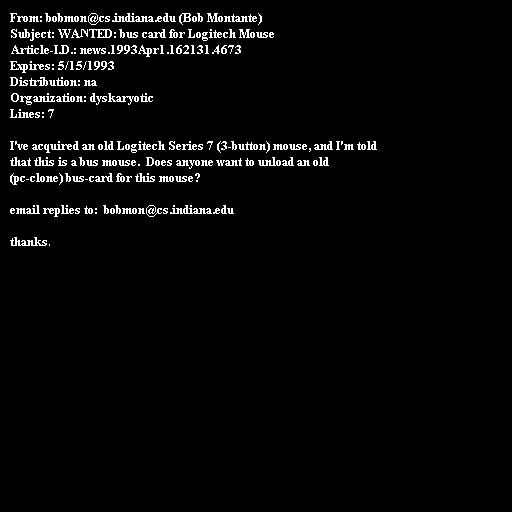 From: bobmon@cs.indiana.edu (Bob Montante)
Subject: WANTED: bus card for Logitech Mouse
Article-I.D.: news.1993Apr1.162131.4673
Expires: 5/15/1993
Distribution: na
Organization: dyskaryotic
Lines: 7

I've acquired an old Logitech Series 7 (3-button) mouse, and I'm told
that this is a bus mouse.  Does anyone want to unload an old
(pc-clone) bus-card for this mouse?

email replies to:  bobmon@cs.indiana.edu

thanks.